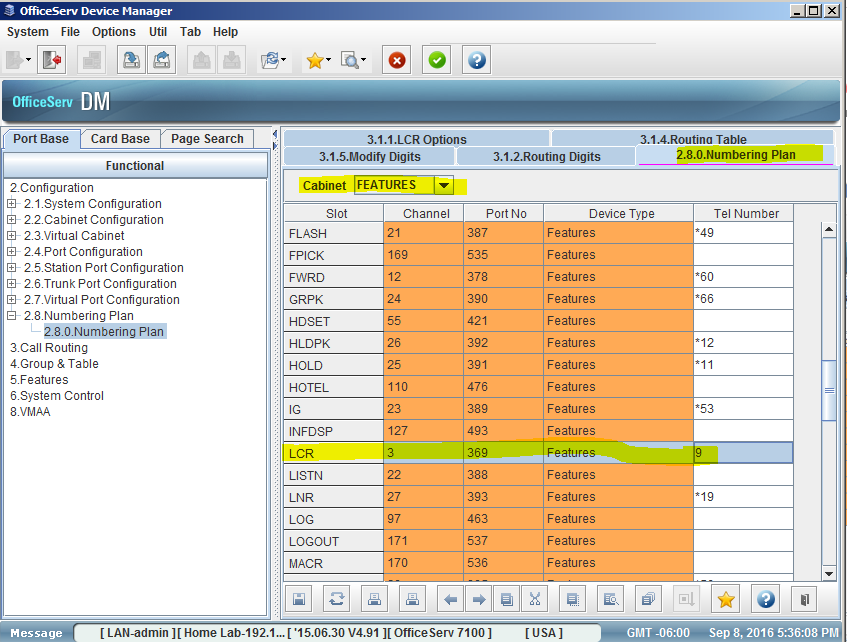 OfficeServ Device Manager
System File Options Util Tab Help
OfficeServ DM
Port Base Card Base Page Search
Functional
2.Configuration
2.1.System Configuration
2.2.Cabinet Configuration
2.3.Virtual Cabinet
2.4.Port Configuration
2.5.Station Port Configuration
2.6.Trunk Port Configuration
2.7.Virtual Port Configuration
2.8.Numbering Plan
2.8.0.Numbering Plan
3.Call Routing
4.Group & Table
5.Features
6.System Control
8.VMAA
3.1.1.LCR Options 3.1.4.Routing Table
3.1.5.Modify Digits 3.1.2.Routing Digits 2.8.0.Numbering Plan
Cabinet FEATURES
Slot Channel Port No Device Type Tel Number
FLASH 21 387 Features *49
FPICK 169 535 Features
FWRD 12 378 Features *60
GRPK 24 390 Features *66
HDSET 55 421 Features
HLDPK 26 392 Features *12
HOLD 25 391 Features *11
HOTEL 110 476 Features
IG 23 389 Features *53
INFDSP 127 493 Features
LCR 3 369 Features 9
LISTN 22 388 Features
LNR 27 393 Features *19
LOG 97 463 Features
LOGOUT 171 537 Features
MACR 170 536 Features
Message [ LAN-admin ][ Home Lab-192.1... [ '15.06.30 V4.91 ][ OfficeServ 7100 ] [ USA ] GMT -06:00 Sep 8, 2016 5:36:08 PM